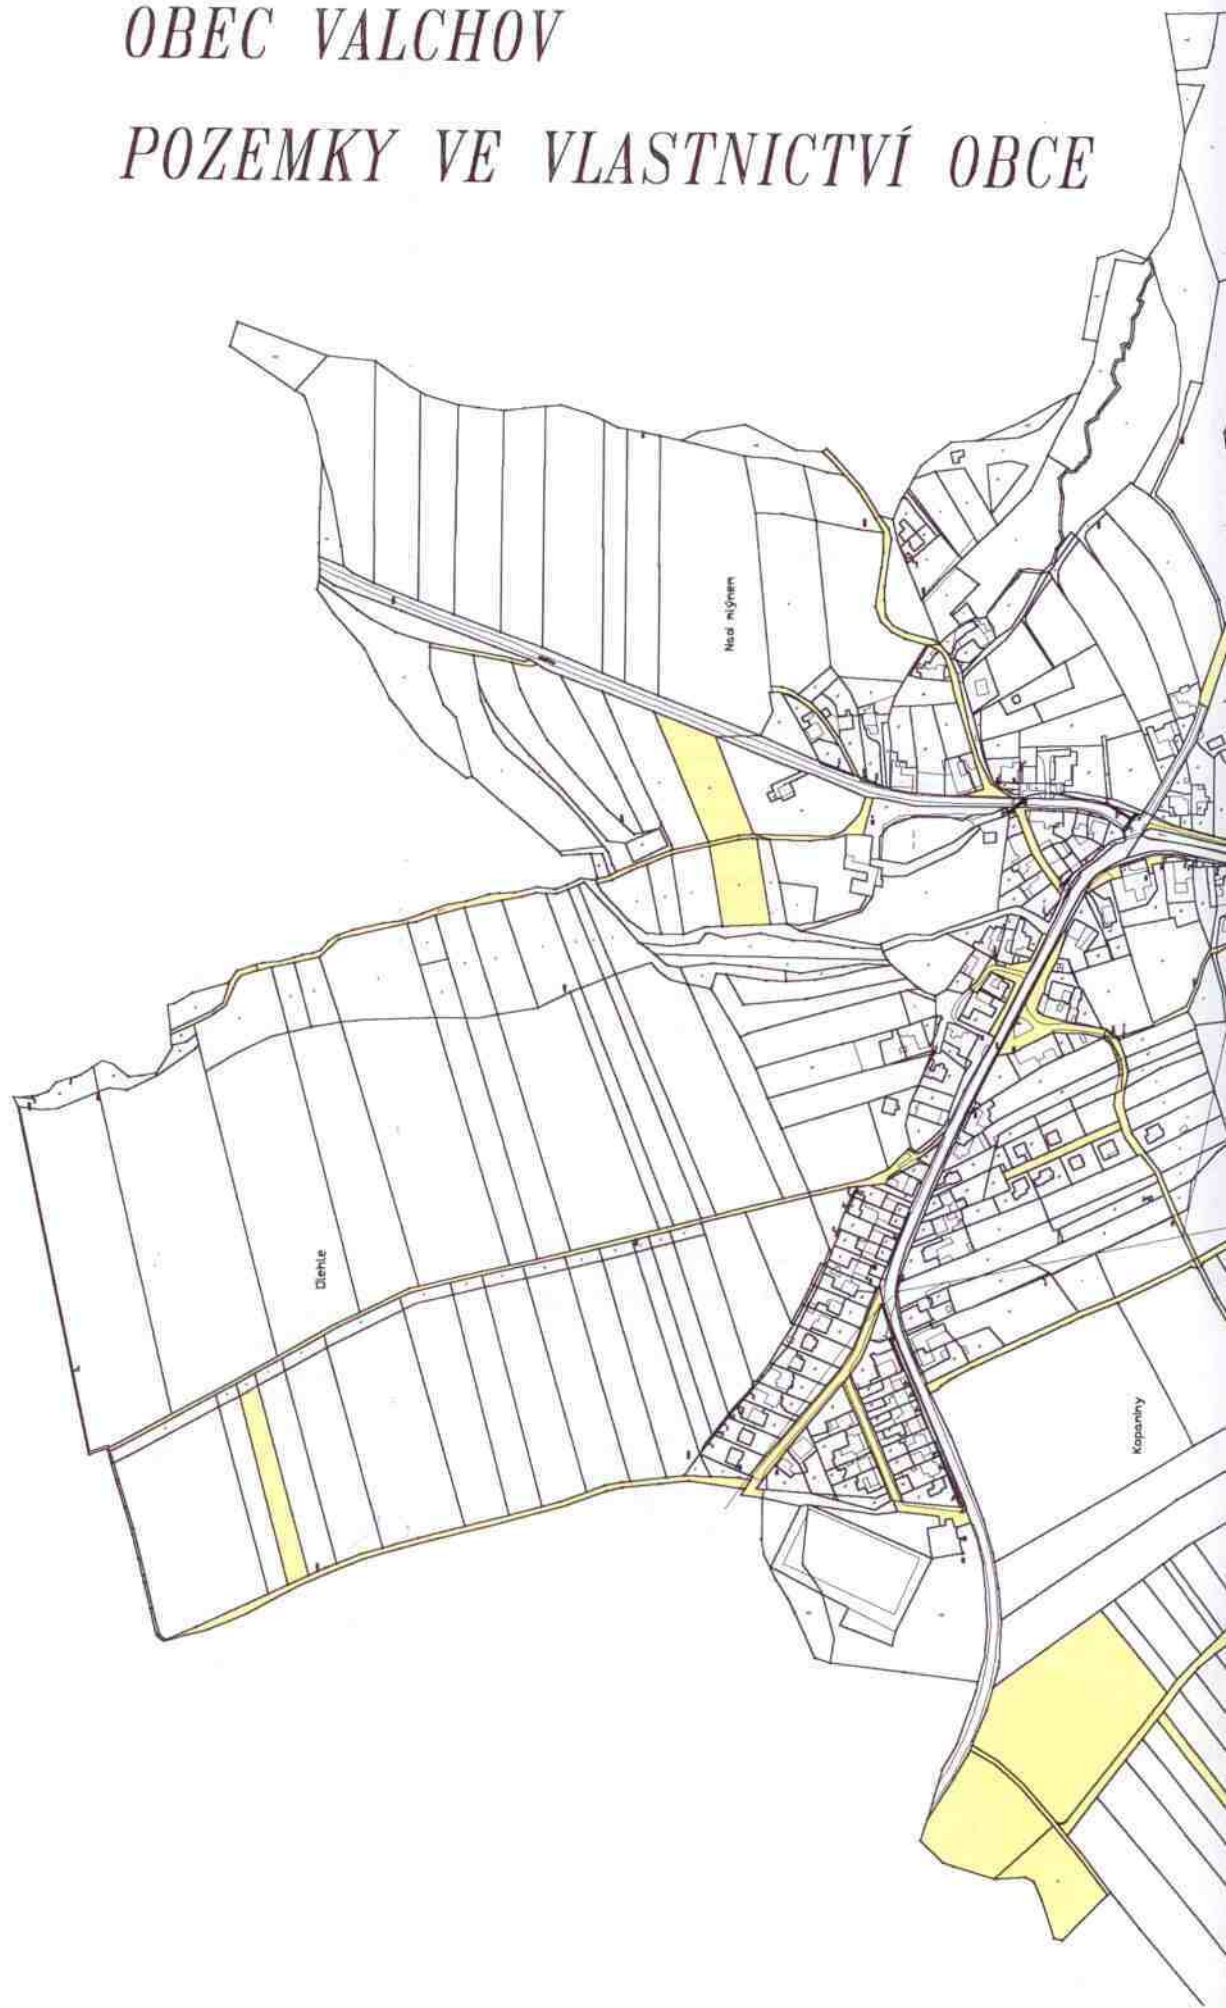 OBEC VALCHOV
POZEMKY VE VLASTNICTVÍ OBCE
Nad mlýnem
Dlehle
Kopaniny